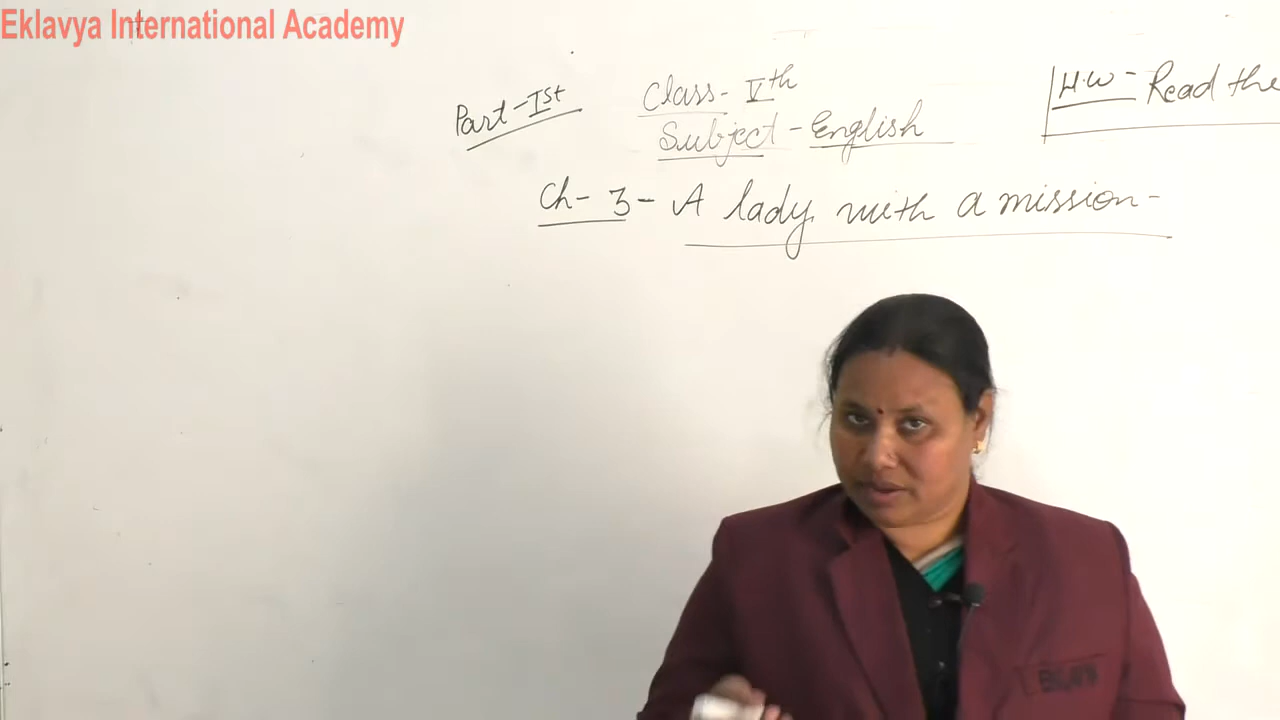 Eklavya International Academy
Part-Ist
Class- Vth
Subject - English
H.W - Read the
Ch- 3 - A lady with a mission-